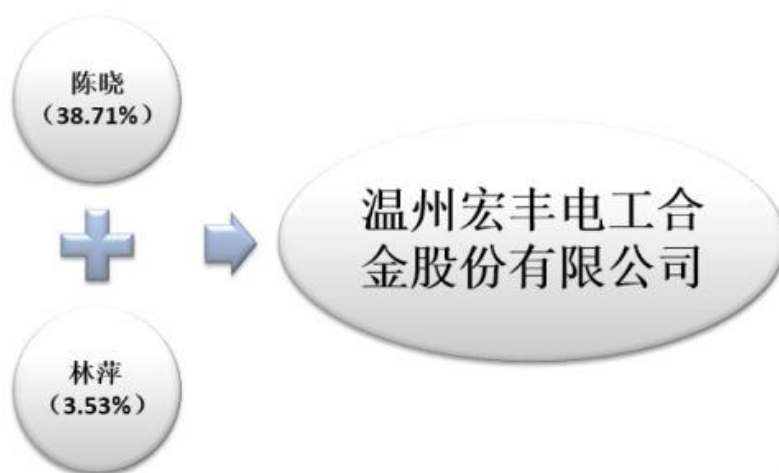 陈晓
（38.71%）
温州宏丰电工合
金股份有限公司
林萍
（3.53%）